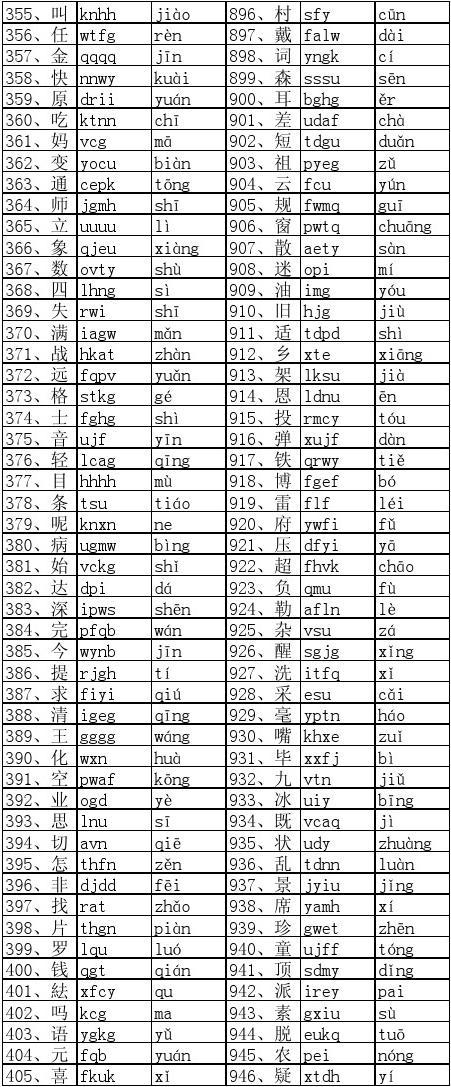 355、叫 knhh jiào 896、村 sfy cūn
356、任 wtfg rèn 897、戴 falw dài
357、金 qqqq jīn 898、词 yngk cí
358、快 nnwy kuài 899、森 sssu sēn
359、原 drii yuán 900、耳 bghg ěr
360、吃 ktnn chī 901、差 udaf chà
361、妈 vcg mā 902、短 tdgu duǎn
362、变 yocu biàn 903、祖 pyeg zǔ
363、通 cepk tōng 904、云 fcu yún
364、师 jgmh shī 905、规 fwmq guī
365、立 uuuu lì 906、窗 pwtq chuāng
366、象 qjeu xiàng 907、散 aety sàn
367、数 ovty shù 908、迷 opi mí
368、四 lhng sì 909、油 img yóu
369、失 rwi shī 910、旧 hjg jiù
370、满 iagw mǎn 911、适 tdpd shì
371、战 hkat zhàn 912、乡 xte xiāng
372、远 fqpv yuǎn 913、架 lksu jià
373、格 stkg gé 914、恩 ldnu ēn
374、士 fghg shì 915、投 rmcy tóu
375、音 ujf yīn 916、弹 xujf dàn
376、轻 lcag qīng 917、铁 qrwy tiě
377、目 hhhh mù 918、博 fgef bó
378、条 tsu tiáo 919、雷 flf léi
379、呢 knxn ne 920、府 ywfi fǔ
380、病 ugmw bìng 921、压 dfyi yā
381、始 vckg shǐ 922、超 fhvk chāo
382、达 dpi dá 923、负 qmu fù
383、深 ipws shēn 924、勒 afln lè
384、完 pfqb wán 925、杂 vsu zá
385、今 wynb jīn 926、醒 sgjg xǐng
386、提 rjgh tí 927、洗 itfq xǐ
387、求 fiyi qiú 928、采 esu cǎi
388、清 igeg qīng 929、毫 yptn háo
389、王 gggg wáng 930、嘴 khxe zuǐ
390、化 wxn huà 931、毕 xxfj bì
391、空 pwaf kōng 932、九 vtn jiǔ
392、业 ogd yè 933、冰 uiy bīng
393、思 lnu sī 934、既 vcaq jì
394、切 avn qiē 935、状 udy zhuàng
395、怎 thfn zěn 936、乱 tdnn luàn
396、非 djdd fēi 937、景 jyiu jǐng
397、找 rat zhǎo 938、席 yamh xí
398、片 thgn piàn 939、珍 gwet zhēn
399、罗 lqu luó 940、童 ujff tóng
400、钱 qgt qián 941、顶 sdmy dǐng
401、紶 xfcy qu 942、派 irey pai
402、吗 kcg ma 943、素 gxiu sù
403、语 ygkg yǔ 944、脱 eukq tuō
404、元 fqb yuán 945、农 pei nóng
405、喜 fkuk xǐ 946、疑 xtdh yí